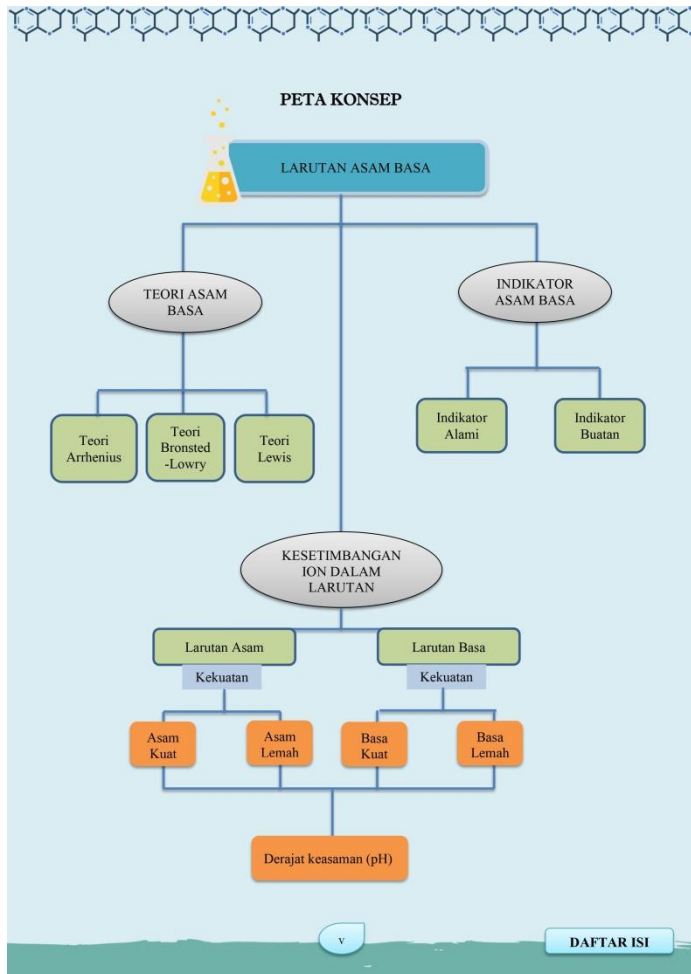 PETA KONSEP
LARUTAN ASAM BASA
TEORI ASAM
BASA
INDIKATOR
ASAM BASA
Teori
Arrhenius
Teori
Bronsted
-Lowry
Teori
Lewis
Indikator
Alami
Indikator
Buatan
KESETIMBANGAN
ION DALAM
LARUTAN
Larutan Asam
Larutan Basa
Kekuatan
Kekuatan
Asam
Kuat
Asam
Lemah
Basa
Kuat
Basa
Lemah
Derajat keasaman (pH)
v
DAFTAR ISI